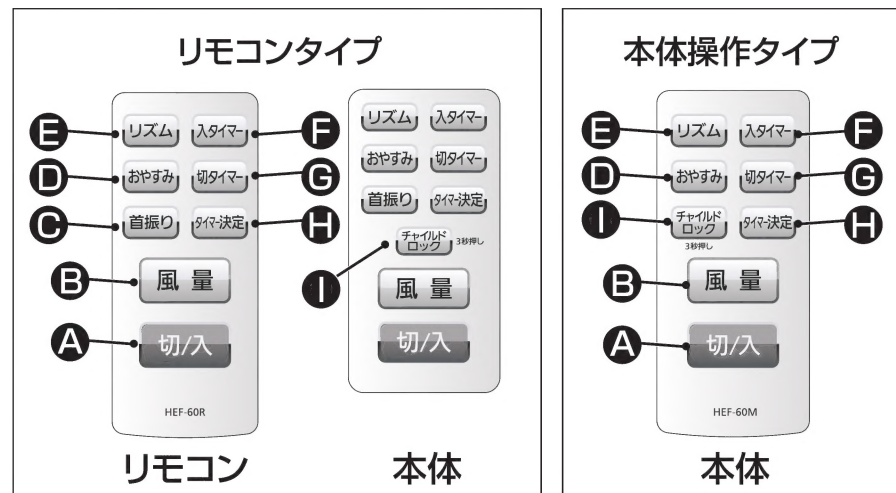 リモコンタイプ
E リズム 入タイマー F
D おやすみ 切タイマー G
C 首振り タイマー決定 H
B 風 量
A 切/入
HEF-60R
リモコン
リズム 入タイマー
おやすみ 切タイマー
首振り タイマー決定
I チャイルド
ロック 3秒押し
風 量
切/入
本体
本体操作タイプ
E リズム 入タイマー F
D おやすみ 切タイマー G
I チャイルド
ロック タイマー決定 H
3秒押し
B 風 量
A 切/入
HEF-60M
本体